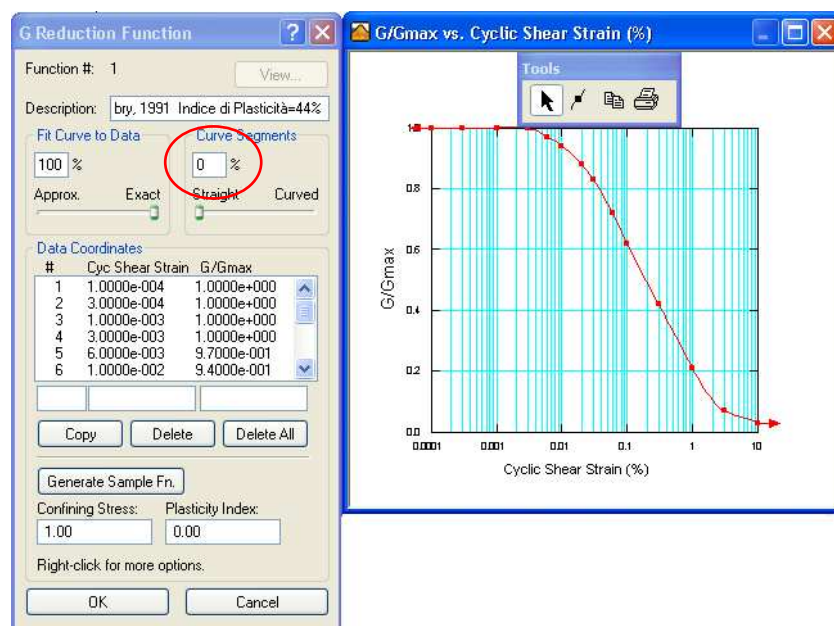 G Reduction Function
Function #: 1
View...
Description: bry, 1991 Indice di Plasticità=44%
Fit Curve to Data
100 %
Approx. Exact
Curve Segments
0 %
Straight Curved
Data Coordinates
# Cyc Shear Strain G/Gmax
1 1.0000e-004 1.0000e+000
2 3.0000e-004 1.0000e+000
3 1.0000e-003 1.0000e+000
4 3.0000e-003 1.0000e+000
5 6.0000e-003 9.7000e-001
6 1.0000e-002 9.4000e-001
Copy Delete Delete All
Generate Sample Fn.
Confining Stress: Plasticity Index:
1.00 0.00
Right-click for more options.
OK Cancel
G/Gmax vs. Cyclic Shear Strain (%)
Tools
G/Gmax
1
0.8
0.6
0.4
0.2
0.0
0.0001 0.001 0.01 0.1 1 10
Cyclic Shear Strain (%)